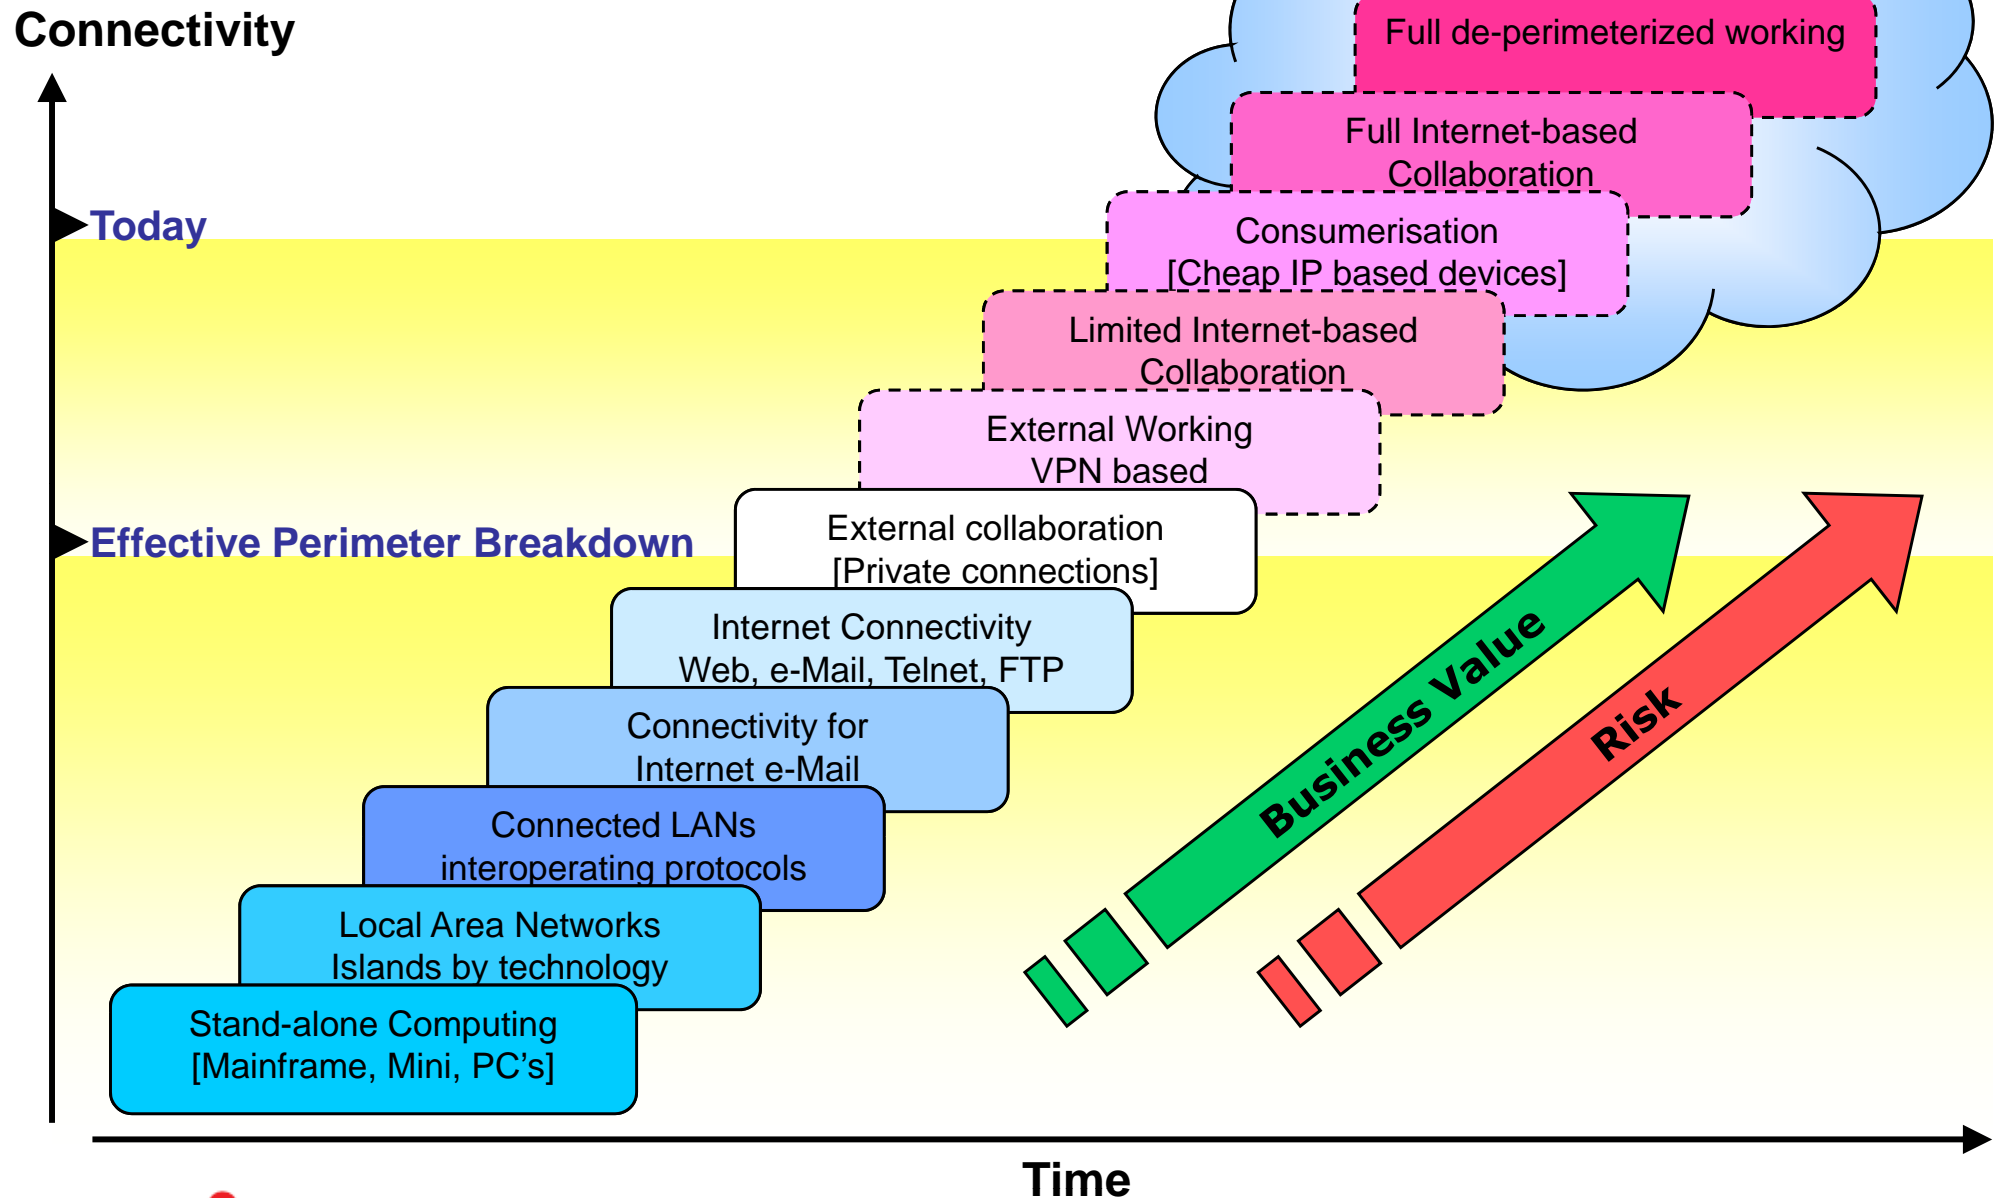 Connectivity
Full de-perimeterized working
Full Internet-based
Collaboration
Today
Consumerisation
[Cheap IP based devices]
Limited Internet-based
Collaboration
External Working
VPN based
Effective Perimeter Breakdown
External collaboration
[Private connections]
Internet Connectivity
Web, e-Mail, Telnet, FTP
Connectivity for
Internet e-Mail
Connected LANs
interoperating protocols
Local Area Networks
Islands by technology
Stand-alone Computing
[Mainframe, Mini, PC’s]
Business Value
Risk
Time